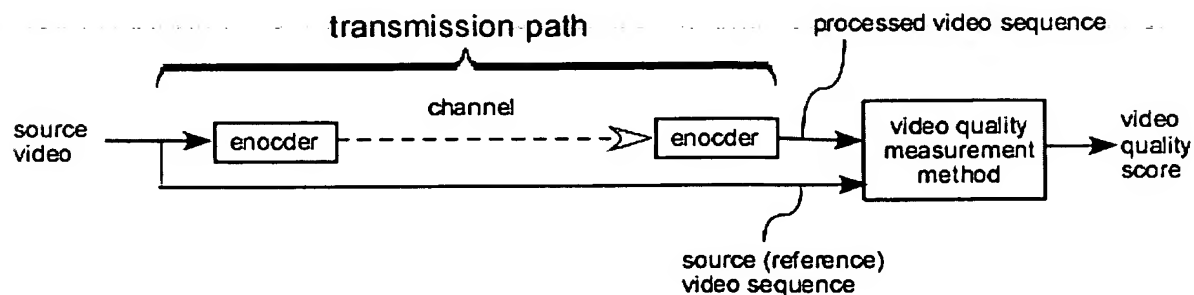 transmission path
processed video sequence
channel
source
video
enocder
enocder
video quality
measurement
method
video
quality
score
source (reference)
video sequence